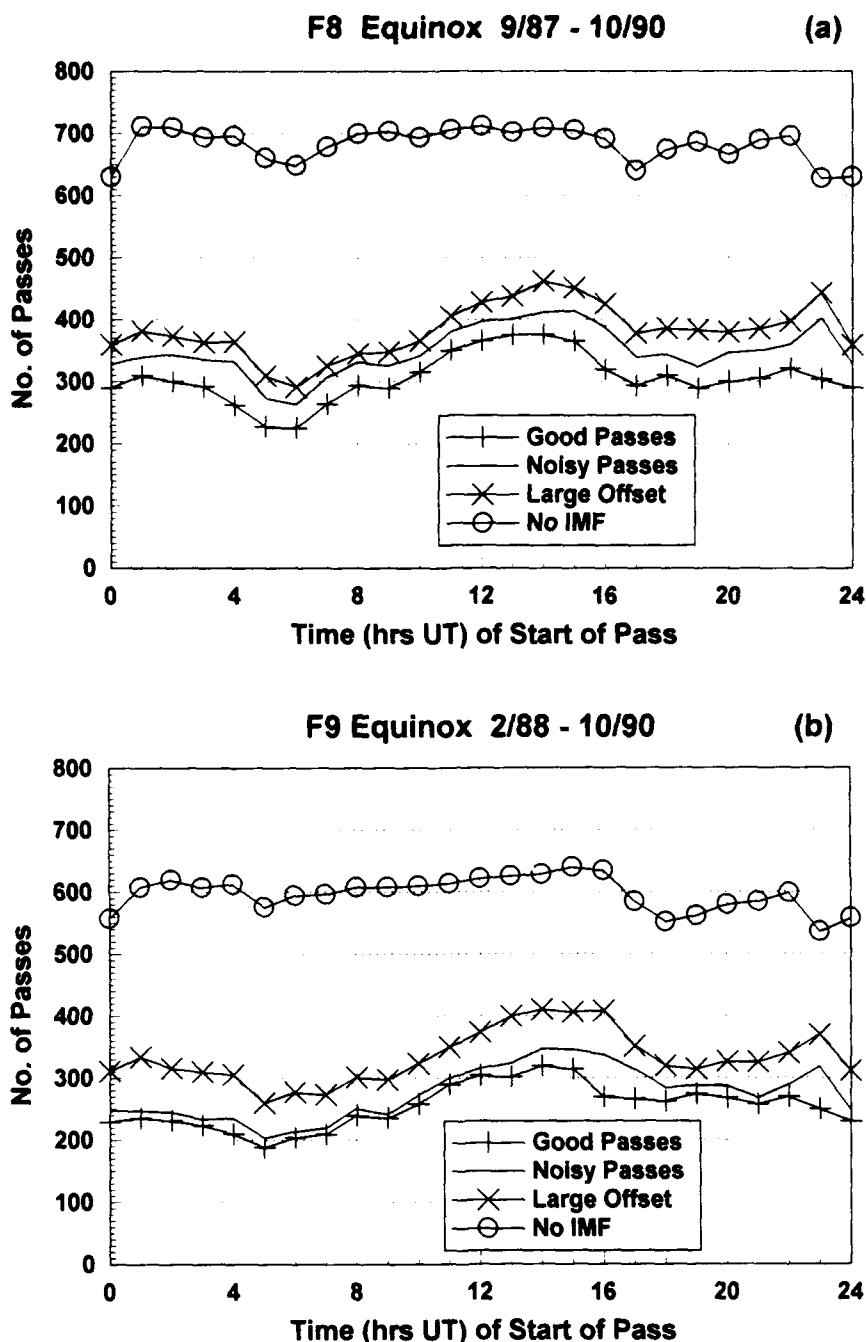 F8 Equinox 9/87 - 10/90 (a)
800
700
600
500
400
300
200
100
0
No. of Passes
Good Passes
Noisy Passes
Large Offset
No IMF
0 4 8 12 16 20 24
Time (hrs UT) of Start of Pass
F9 Equinox 2/88 - 10/90 (b)
800
700
600
500
400
300
200
100
0
No. of Passes
Good Passes
Noisy Passes
Large Offset
No IMF
0 4 8 12 16 20 24
Time (hrs UT) of Start of Pass